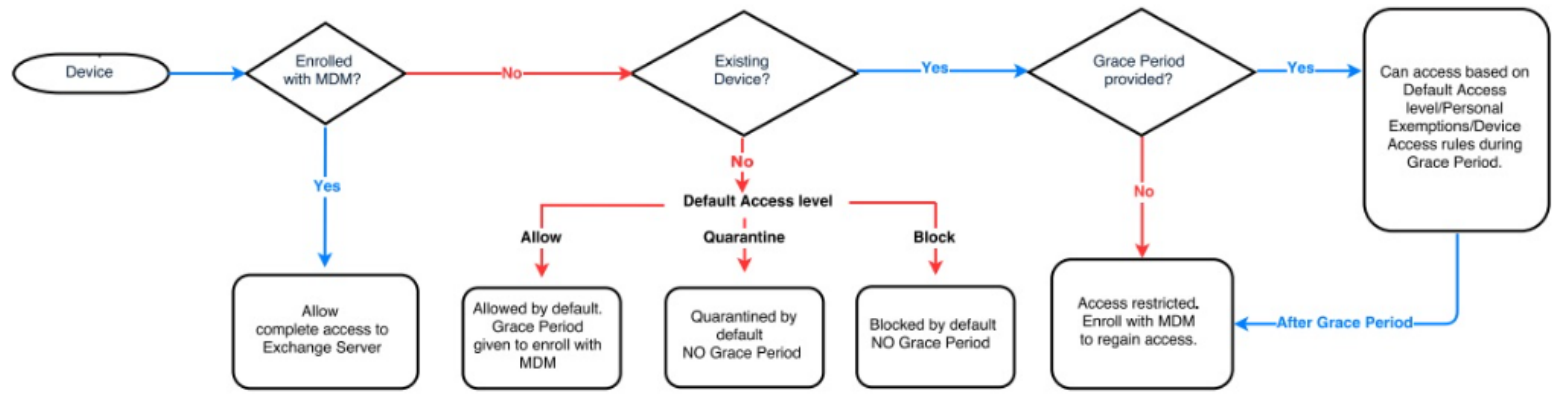 Device
Enrolled
with MDM?
No
Existing
Device?
Yes
Grace Period
provided?
Yes
Can access based on
Default Access
level/Personal
Exemptions/Device
Access rules during
Grace Period.
Yes
No
No
Default Access level
Allow
Quarantine
Block
Allow
complete access to
Exchange Server
Allowed by default.
Grace Period
given to enroll with
MDM
Quarantined by
default
NO Grace Period
Blocked by default
NO Grace Period
Access restricted.
Enroll with MDM
to regain access.
After Grace Period